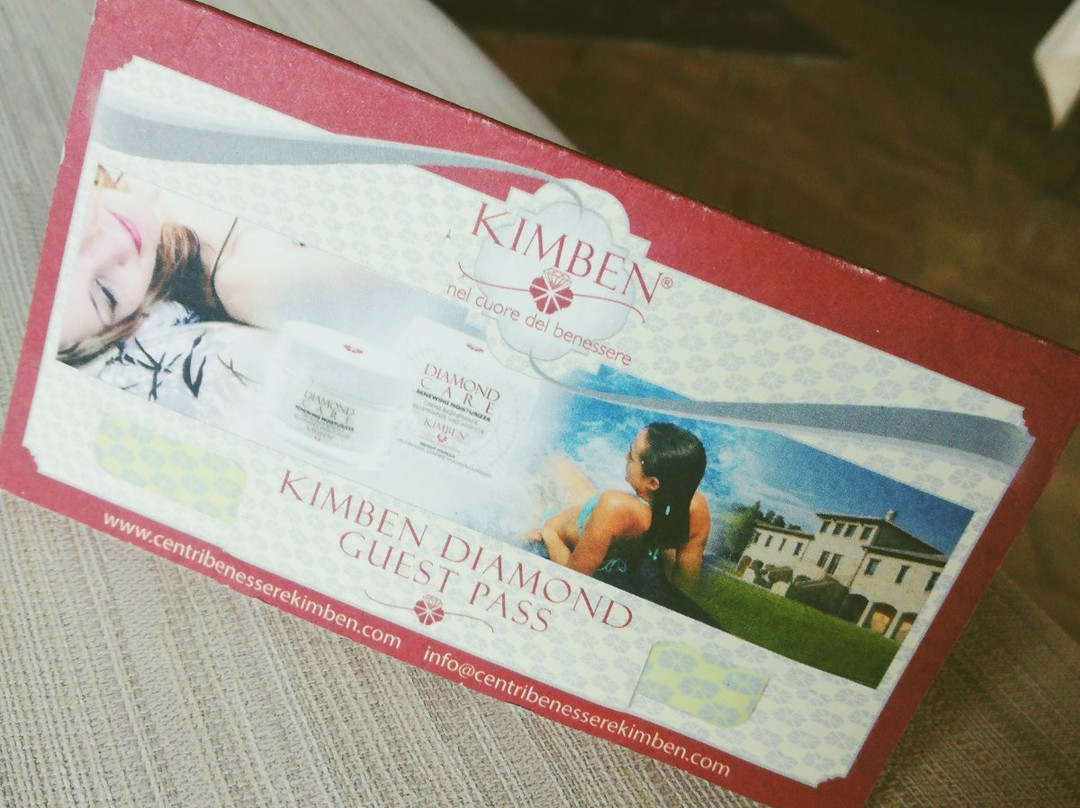 KIMBEN®
nel cuore del benessere
DIAMOND
CARE
RENEWING MOISTURIZER
KIMBEN
DIAMOND
CARE
RENEWING MOISTURIZER
KIMBEN DIAMOND
GUEST PASS
www.centribenesserekimben.com info@centribenesserekimben.com